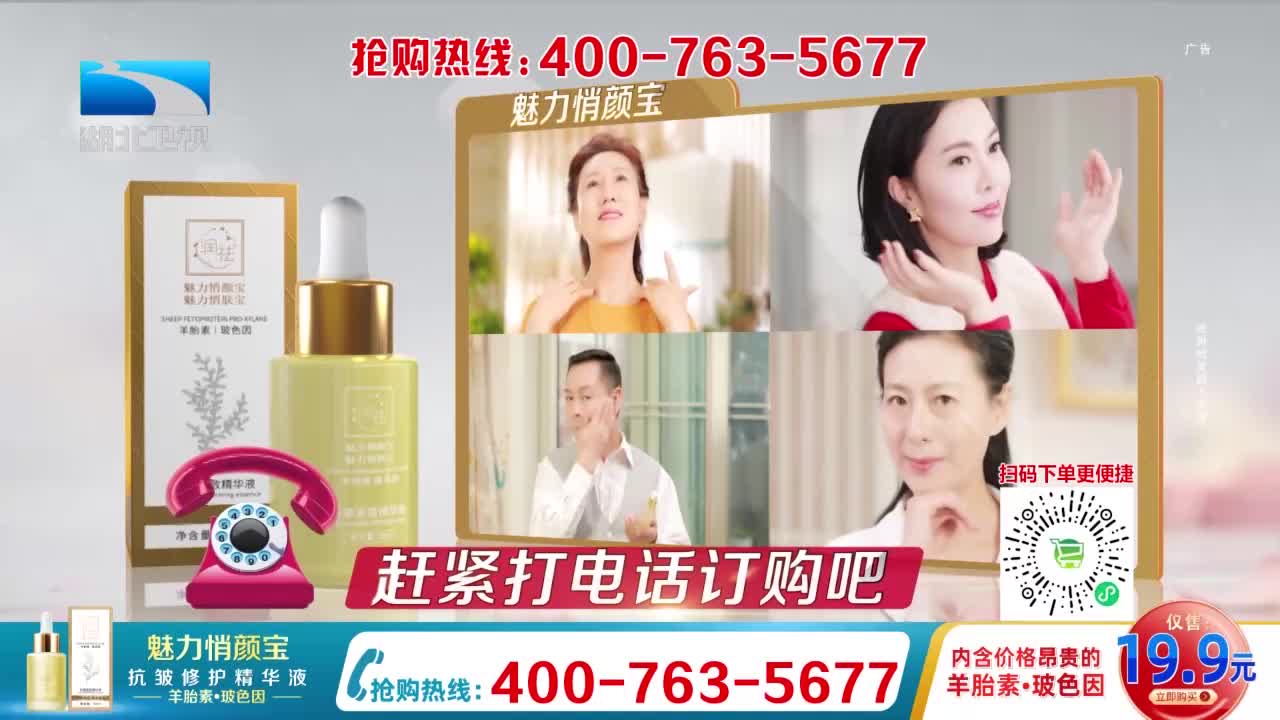 抢购热线:400-763-5677
广告
湖北卫视
魅力悄颜宝
润祛
魅力悄颜宝
魅力悄肤宝
SHEEP FETOPROTEIN PRO-XYLANE
羊胎素|玻色因
精华液
净含量
扫码下单更便捷
赶紧打电话订购吧
魅力悄颜宝
抗皱修护精华液
羊胎素•玻色因
抢购热线:400-763-5677
内含价格昂贵的
羊胎素•玻色因
仅售:
19.9元
立即购买